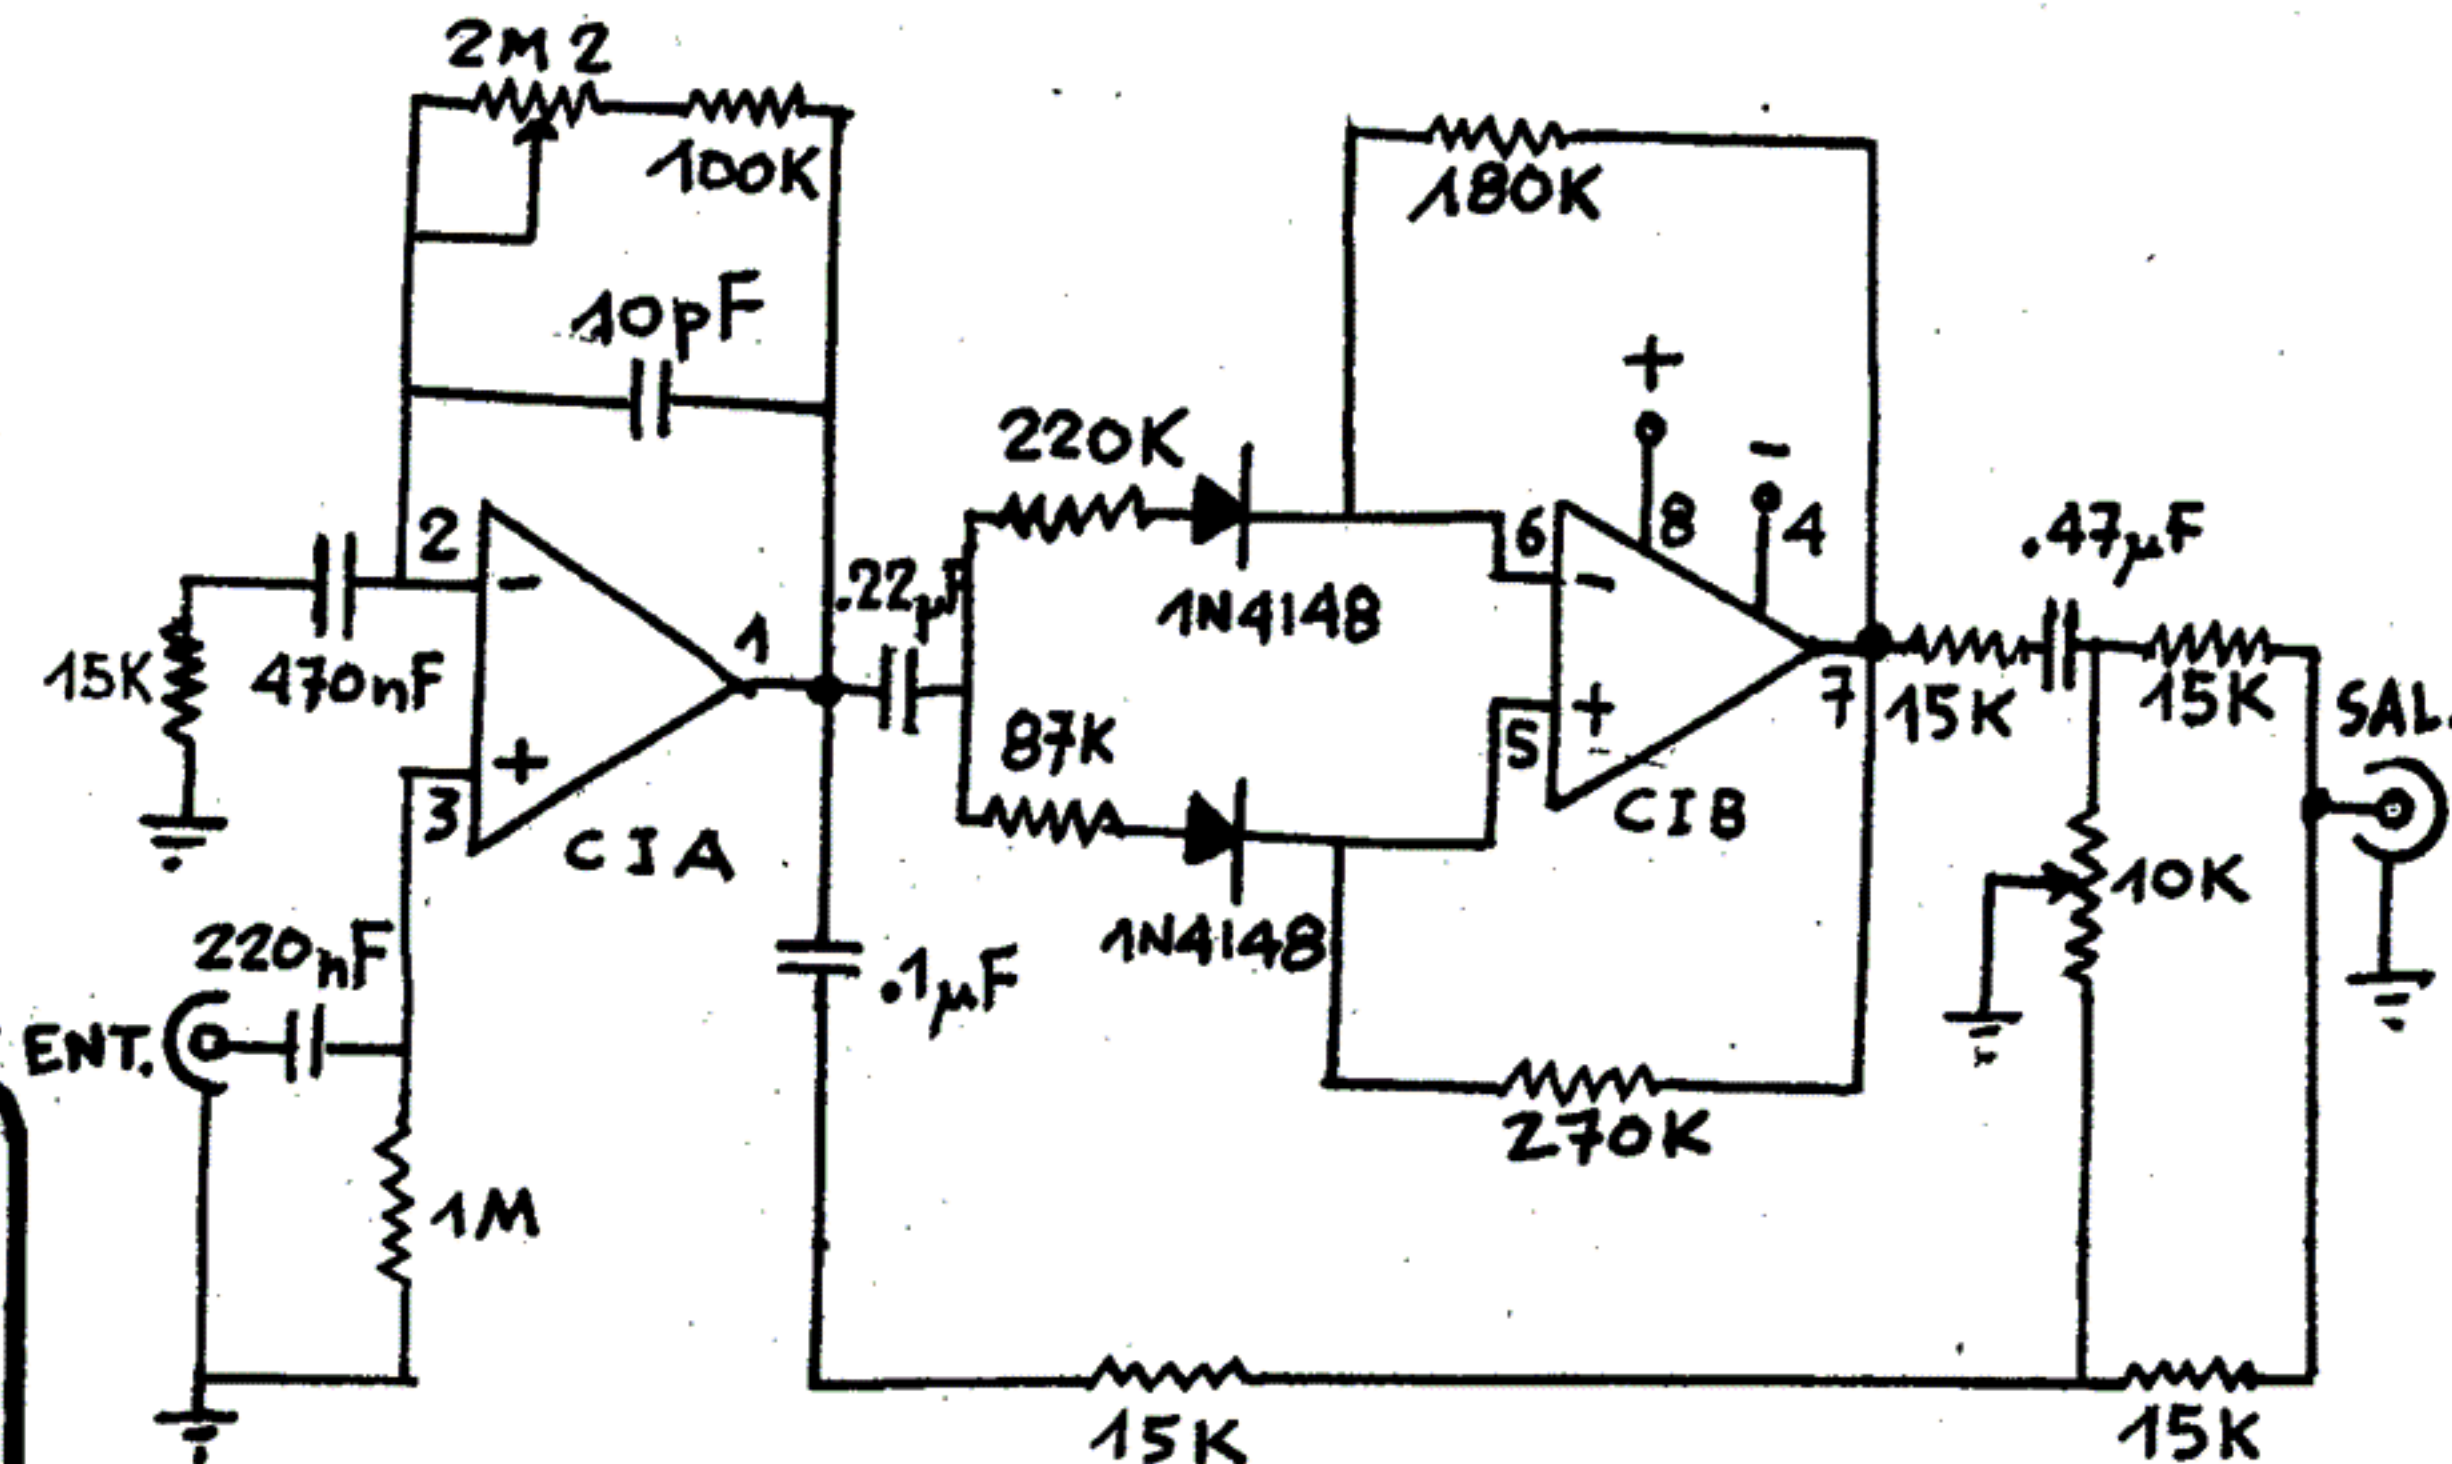 2M2
100K
180K
10pF
+
-
220K
8
4
.47µF
2
-
.22µF
6
-
1N4148
1
15K
470nF
87K
+
5
7
15K
15K
SAL.
+
3
CIA
CIB
10K
220nF
.1µF
1N4148
ENT.
270K
1M
15K
15K